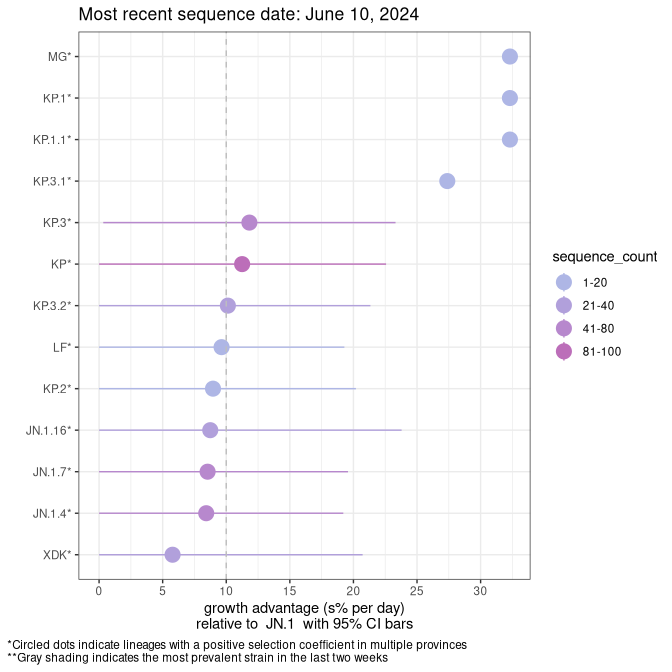 Most recent sequence date: June 10, 2024
MG*
KP.1*
KP.1.1*
KP.3.1*
KP.3*
KP*
KP.3.2*
LF*
KP.2*
JN.1.16*
JN.1.7*
JN.1.4*
XDK*
0 5 10 15 20 25 30
growth advantage (s% per day)
relative to JN.1 with 95% CI bars
sequence_count
1-20
21-40
41-80
81-100
*Circled dots indicate lineages with a positive selection coefficient in multiple provinces
**Gray shading indicates the most prevalent strain in the last two weeks